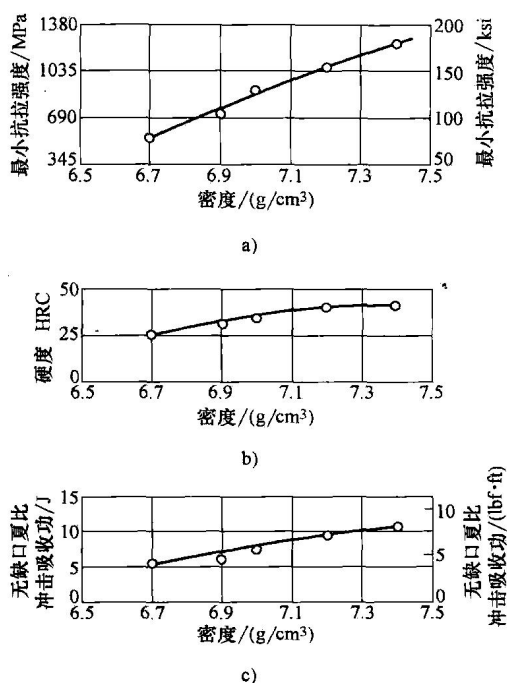 最小抗拉强度/MPa
1380
1035
690
345
200
150
100
50
最小抗拉强度/ksi
6.5 6.7 6.9 7.1 7.3 7.5
密度/(g/cm³)
a)
硬度 HRC
50
25
0
6.5 6.7 6.9 7.1 7.3 7.5
密度/(g/cm³)
b)
无缺口夏比
冲击吸收功/J
15
10
5
0
10
5
0
无缺口夏比
冲击吸收功/(lbf·ft)
6.5 6.7 6.9 7.1 7.3 7.5
密度/(g/cm³)
c)